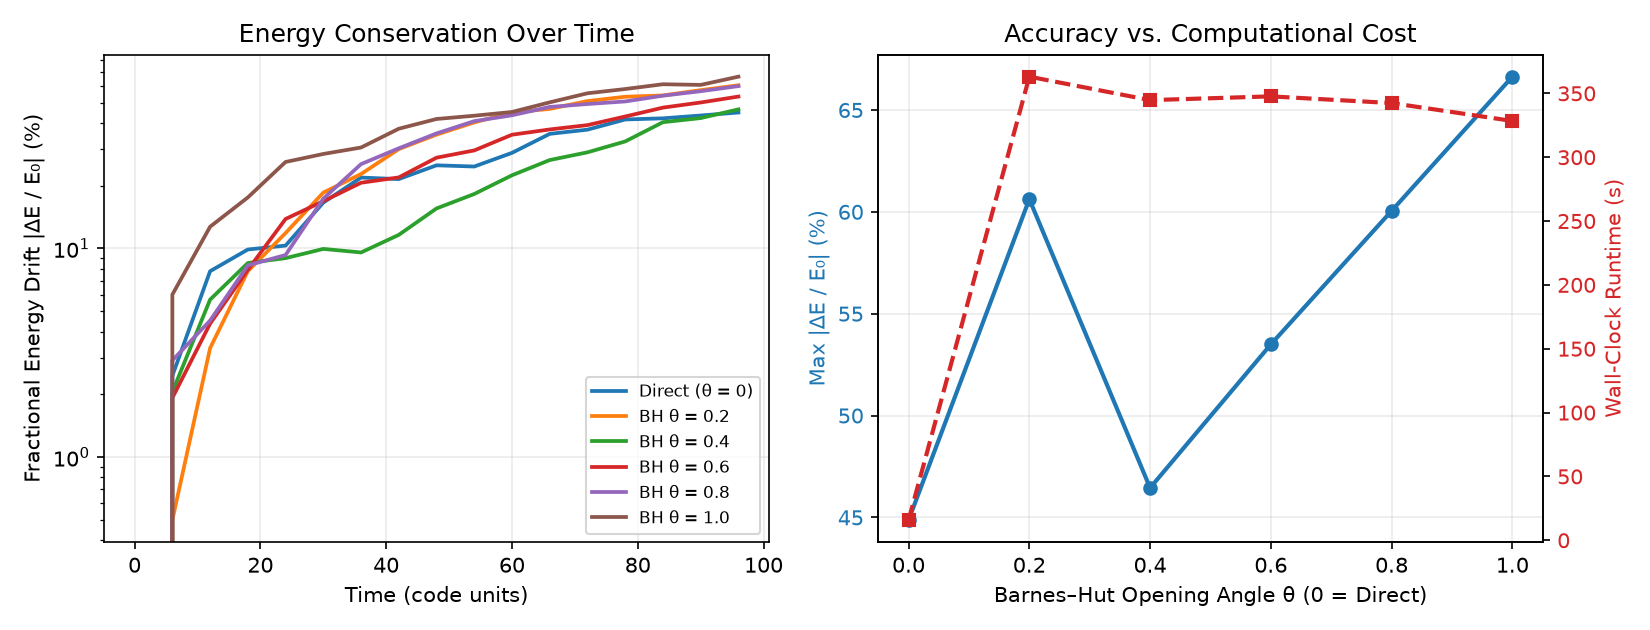 Energy Conservation Over Time
Fractional Energy Drift |ΔE / E₀| (%)
10¹
10⁰
0 20 40 60 80 100
Time (code units)
Direct (θ = 0)
BH θ = 0.2
BH θ = 0.4
BH θ = 0.6
BH θ = 0.8
BH θ = 1.0
Accuracy vs. Computational Cost
Max |ΔE / E₀| (%)
65
60
55
50
45
0.0 0.2 0.4 0.6 0.8 1.0
Barnes–Hut Opening Angle θ (0 = Direct)
350
300
250
200
150
100
50
0
Wall-Clock Runtime (s)